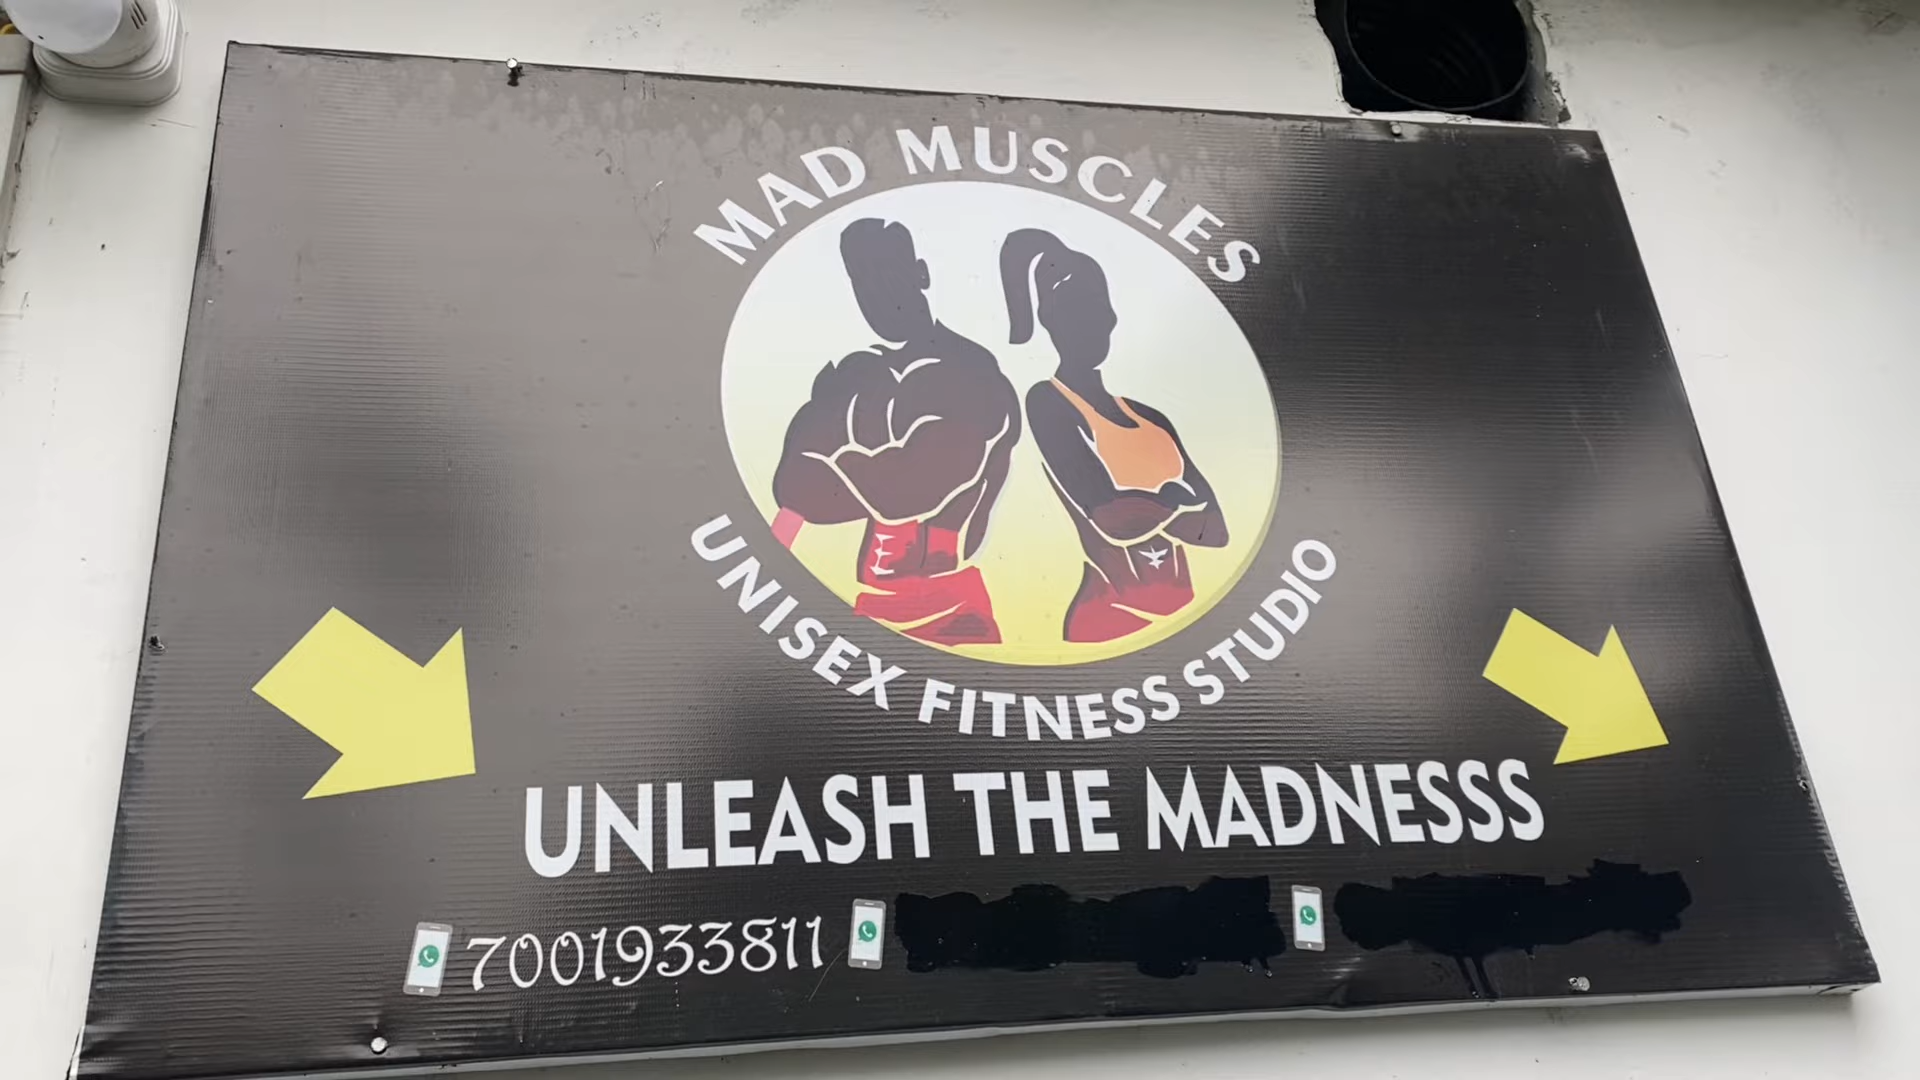 MAD MUSCLES
UNISEX FITNESS STUDIO
UNLEASH THE MADNESSS
7001933811